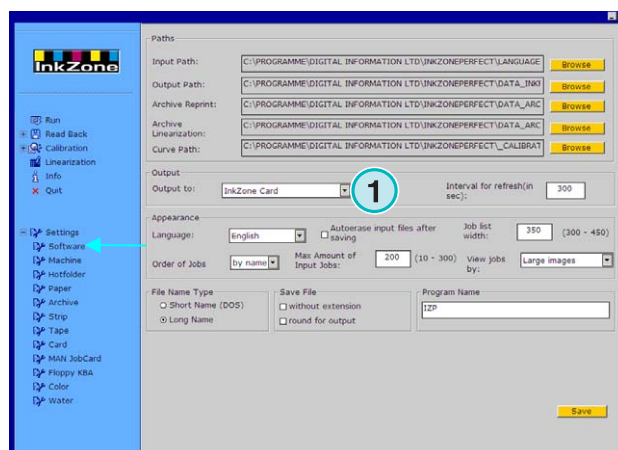 InkZone
Run
Read Back
Calibration
Linearization
Info
Quit
Settings
Software
Machine
Hotfolder
Paper
Archive
Strip
Tape
Card
MAN JobCard
Floppy KBA
Color
Water
Paths
Input Path: C:\PROGRAMME\DIGITAL INFORMATION LTD\INKZONEPERFECT\LANGUAGE Browse
Output Path: C:\PROGRAMME\DIGITAL INFORMATION LTD\INKZONEPERFECT\DATA_INK Browse
Archive Reprint: C:\PROGRAMME\DIGITAL INFORMATION LTD\INKZONEPERFECT\DATA_ARC Browse
Archive
Linearization: C:\PROGRAMME\DIGITAL INFORMATION LTD\INKZONEPERFECT\DATA_ARC Browse
Curve Path: C:\PROGRAMME\DIGITAL INFORMATION LTD\INKZONEPERFECT\_CALIBRAT Browse
Output
Output to: InkZone Card 1 Interval for refresh(in
sec): 300
Appearance
Language: English Autoerase input files after
saving Job list
width: 350 (300 - 450)
Order of Jobs by name Max Amount of
Input Jobs: 200 (10 - 300) View jobs
by: Large images
File Name Type
Short Name (DOS)
Long Name
Save File
without extension
round for output
Program Name
IZP
Save